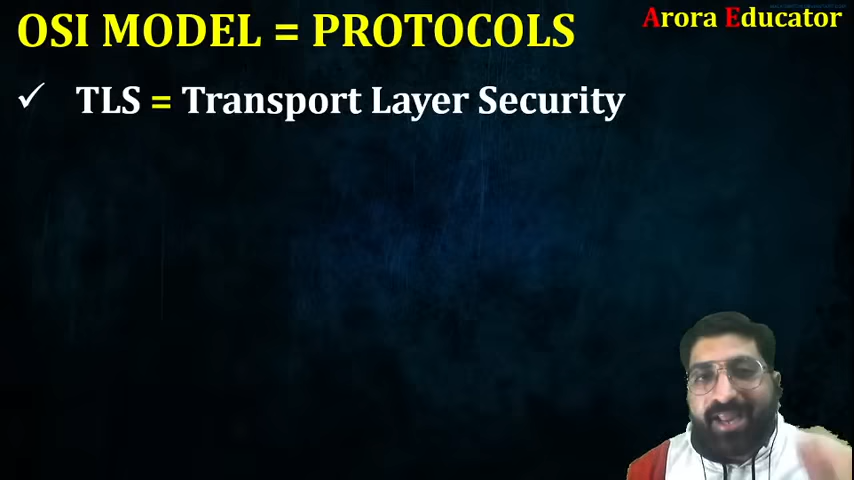 OSI MODEL = PROTOCOLS
Arora Educator
✓ TLS = Transport Layer Security